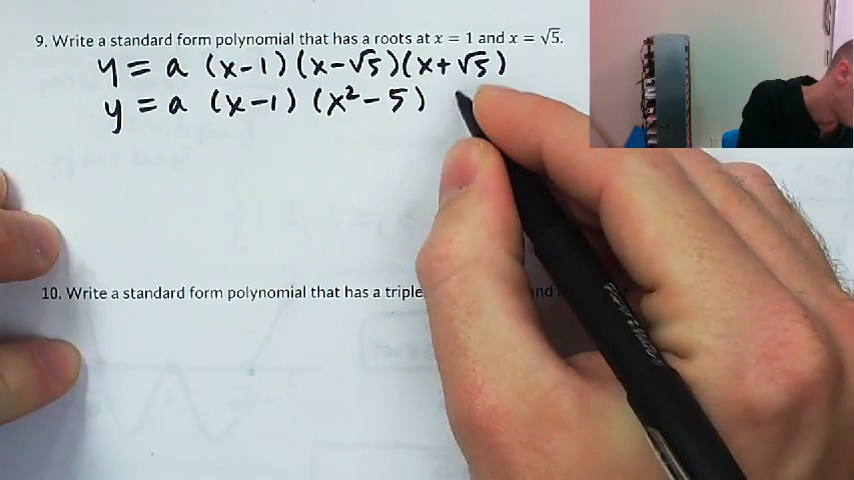 9. Write a standard form polynomial that has a roots at x = 1 and x = √5.
y = a (x-1)(x-√5)(x+√5)
y = a (x-1) (x²-5)
10. Write a standard form polynomial that has a triple